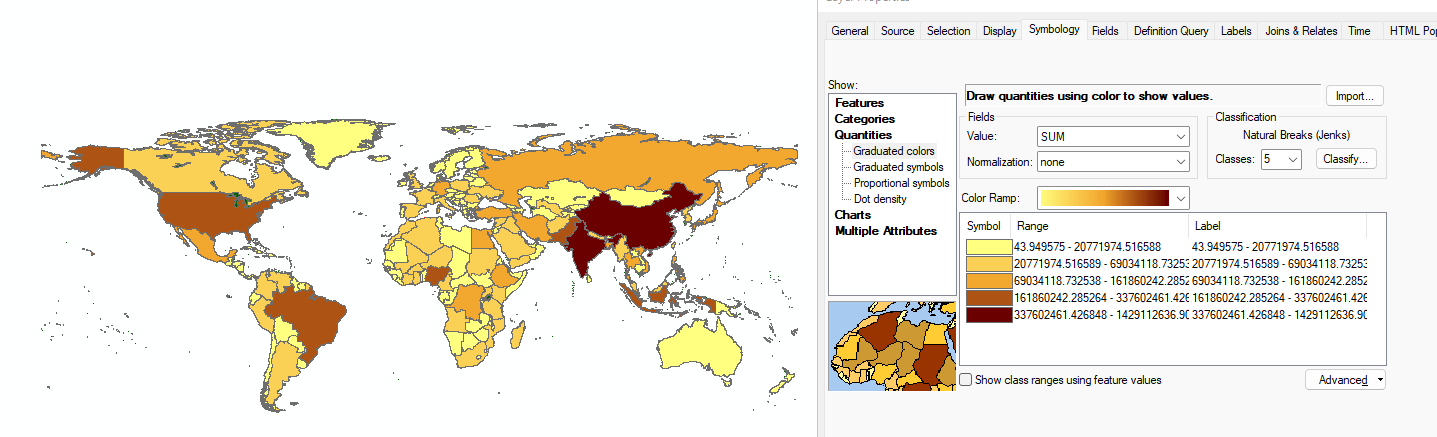 General Source Selection Display Symbology Fields Definition Query Labels Joins & Relates Time HTML Pop
Show:
Features
Categories
Quantities
Graduated colors
Graduated symbols
Proportional symbols
Dot density
Charts
Multiple Attributes
Draw quantities using color to show values.
Import...
Fields
Value: SUM
Normalization: none
Classification
Natural Breaks (Jenks)
Classes: 5 Classify...
Color Ramp:
Symbol Range Label
43.949575 - 20771974.516588 43.949575 - 20771974.516588
20771974.516589 - 69034118.73253 20771974.516589 - 69034118.73253
69034118.732538 - 161860242.2852 69034118.732538 - 161860242.2852
161860242.285264 - 337602461.426 161860242.285264 - 337602461.426
337602461.426848 - 1429112636.90 337602461.426848 - 1429112636.90
Show class ranges using feature values
Advanced